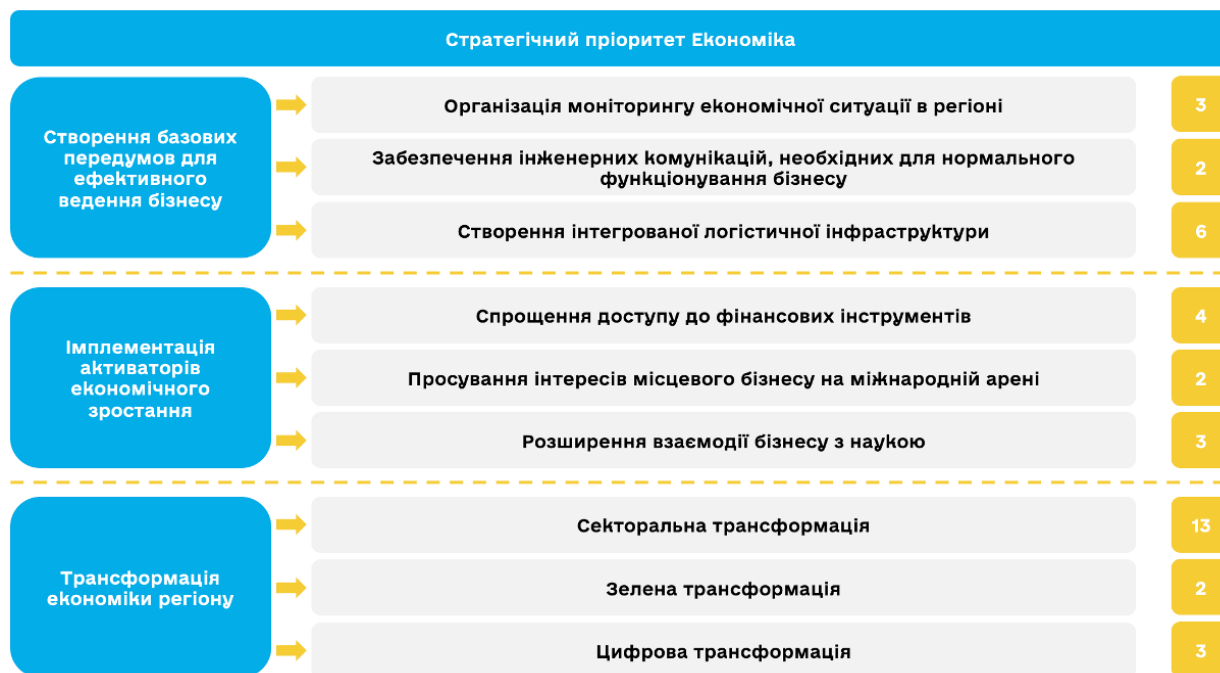 Стратегічний пріоритет Економіка
Створення базових
передумов для
ефективного
ведення бізнесу
Організація моніторингу економічної ситуації в регіоні
3
Забезпечення інженерних комунікацій, необхідних для нормального
функціонування бізнесу
2
Створення інтегрованої логістичної інфраструктури
6
Імплементація
активаторів
економічного
зростання
Спрощення доступу до фінансових інструментів
4
Просування інтересів місцевого бізнесу на міжнародній арені
2
Розширення взаємодії бізнесу з наукою
3
Трансформація
економіки регіону
Секторальна трансформація
13
Зелена трансформація
2
Цифрова трансформація
3